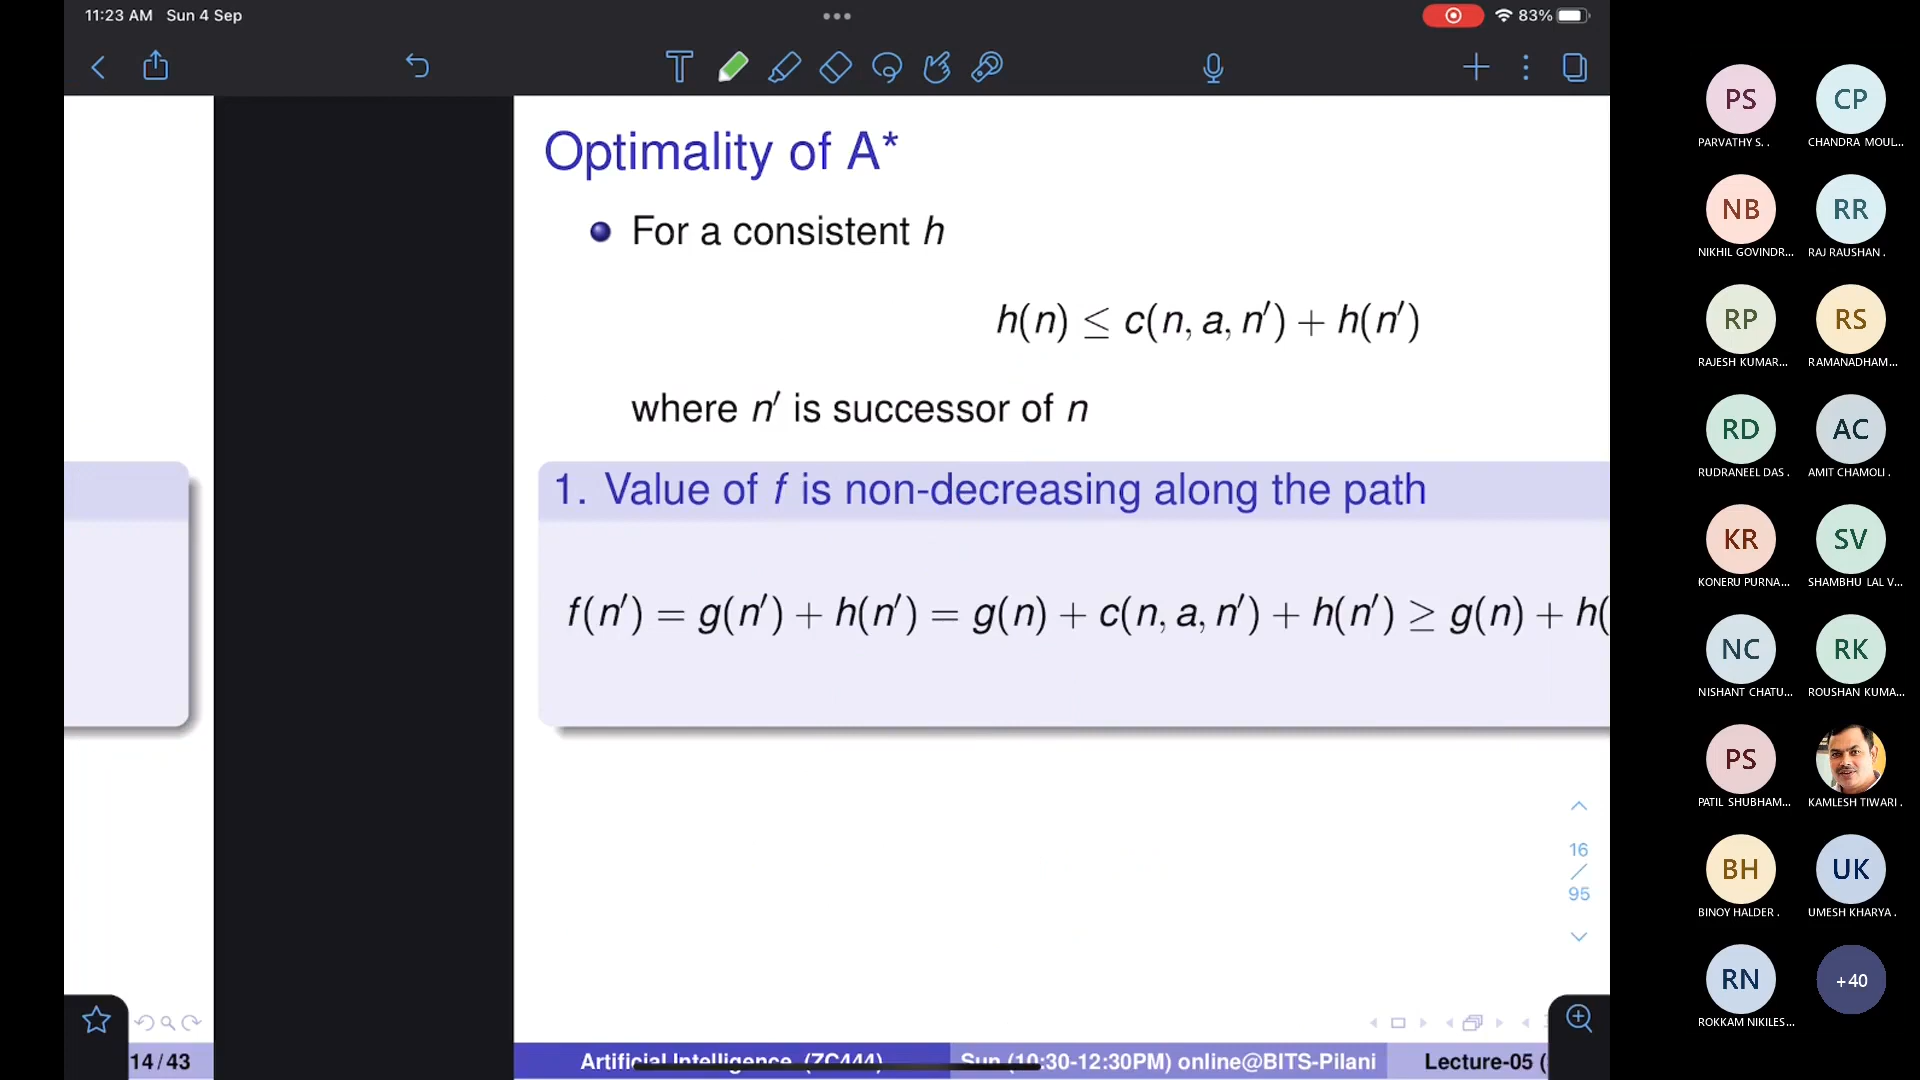 11:23 AM Sun 4 Sep
83%
Optimality of A*
For a consistent h
h(n) ≤ c(n, a, n′) + h(n′)
where n′ is successor of n
1. Value of f is non-decreasing along the path
f(n′) = g(n′) + h(n′) = g(n) + c(n, a, n′) + h(n′) ≥ g(n) + h(
16
/
95
14/43
Artificial Intelligence (ZC444)
Sun (10:30-12:30PM) online@BITS-Pilani
Lecture-05 (
PS
CP
PARVATHY S. .
CHANDRA MOUL...
NB
RR
NIKHIL GOVINDR...
RAJ RAUSHAN .
RP
RS
RAJESH KUMAR...
RAMANADHAM...
RD
AC
RUDRANEEL DAS .
AMIT CHAMOLI .
KR
SV
KONERU PURNA...
SHAMBHU LAL V...
NC
RK
NISHANT CHATU...
ROUSHAN KUMA...
PS
PATIL SHUBHAM...
KAMLESH TIWARI .
BH
UK
BINOY HALDER .
UMESH KHARYA .
RN
+40
ROKKAM NIKILES...